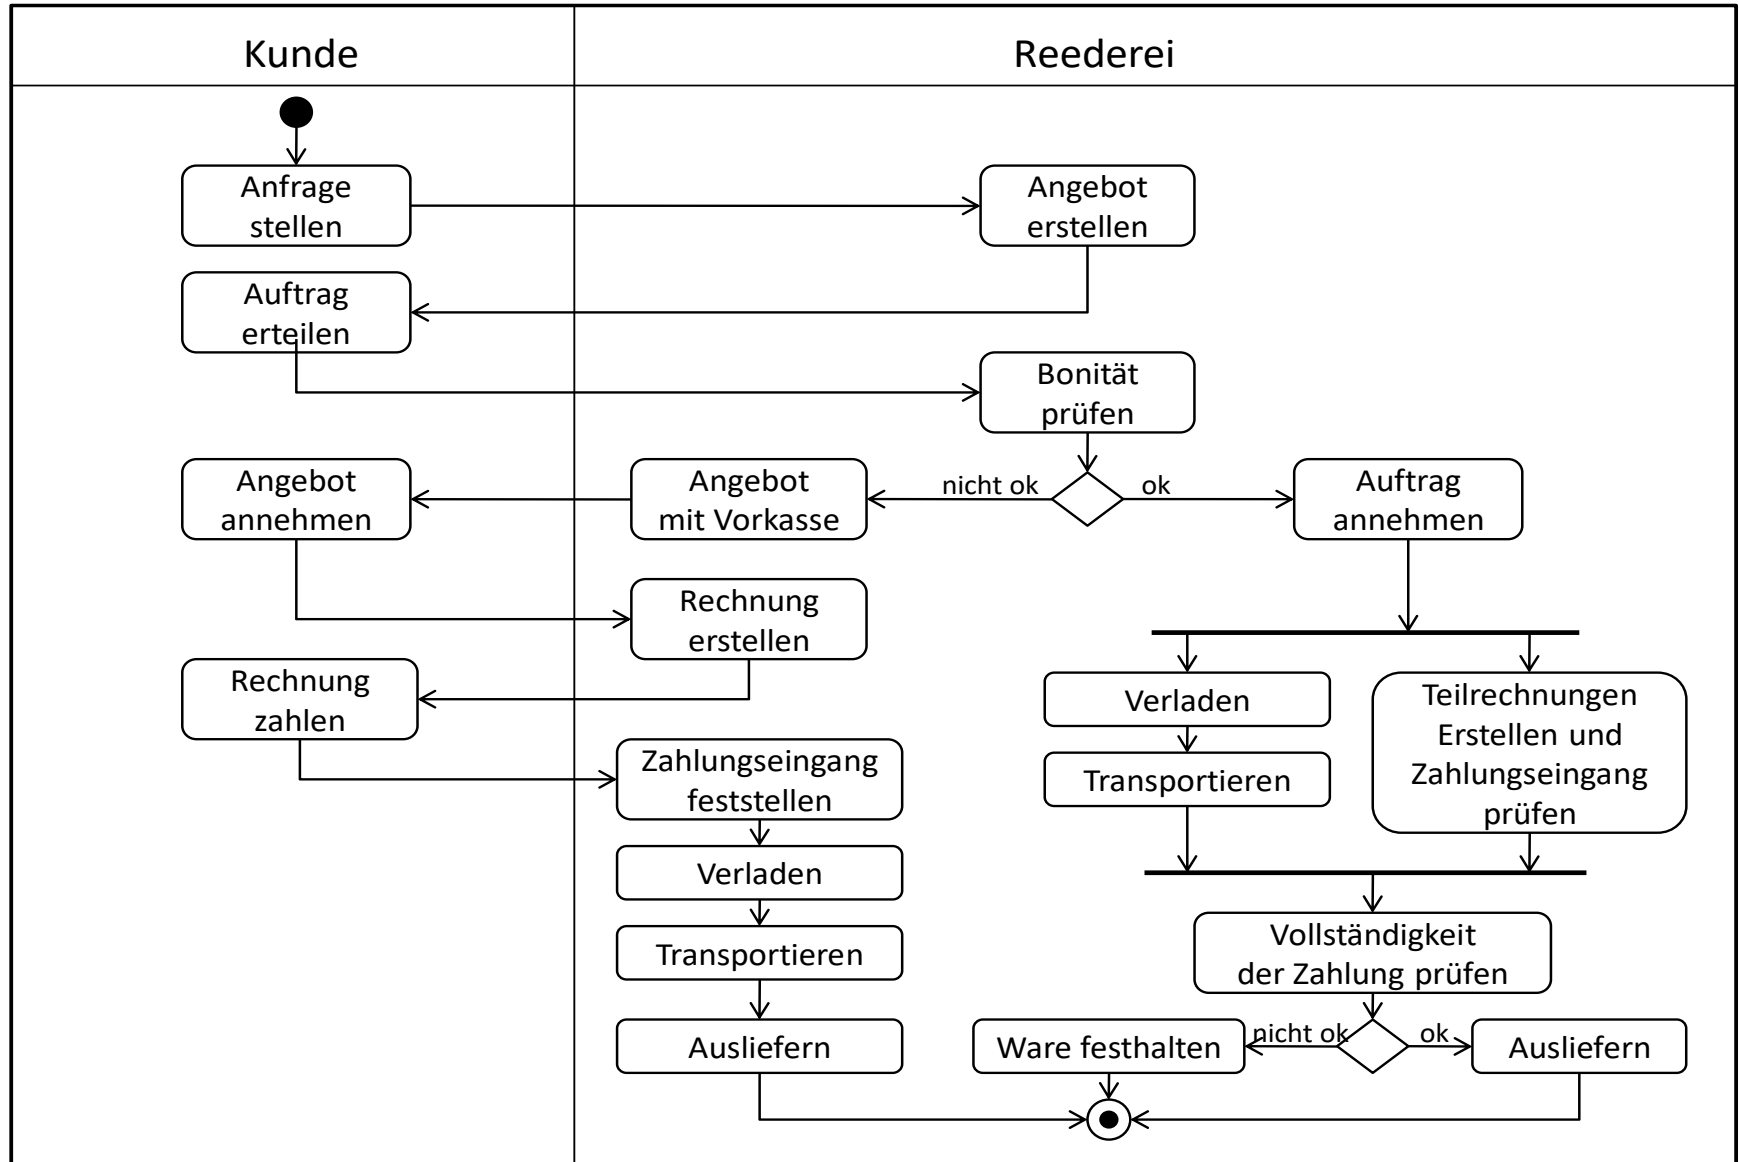 Kunde
Reederei
Anfrage
stellen
Angebot
erstellen
Auftrag
erteilen
Bonität
prüfen
Angebot
annehmen
Angebot
mit Vorkasse
nicht ok
ok
Auftrag
annehmen
Rechnung
erstellen
Rechnung
zahlen
Verladen
Teilrechnungen
Erstellen und
Zahlungseingang
prüfen
Zahlungseingang
feststellen
Transportieren
Verladen
Transportieren
Vollständigkeit
der Zahlung prüfen
Ausliefern
Ware festhalten
nicht ok
ok
Ausliefern